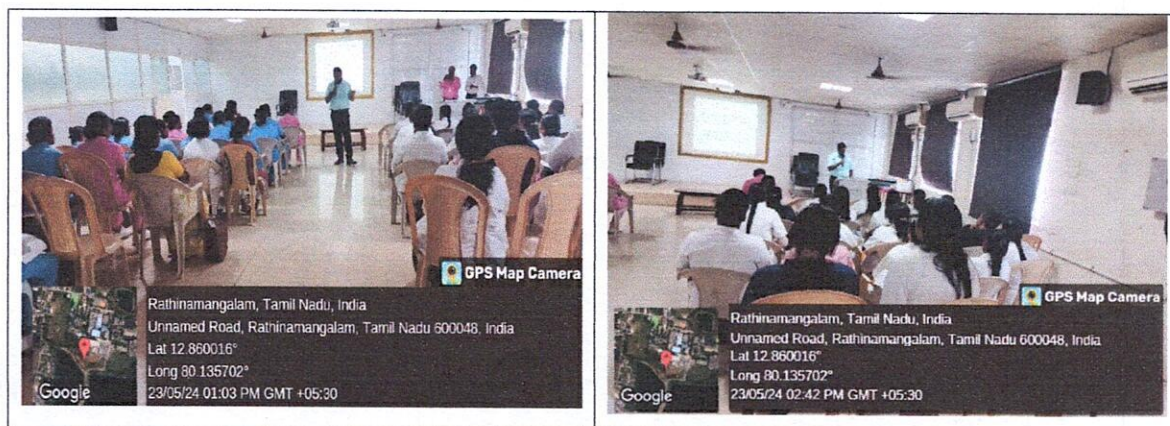 GPS Map Camera
Rathinamangalam, Tamil Nadu, India
Unnamed Road, Rathinamangalam, Tamil Nadu 600048, India
Lat 12.860016°
Long 80.135702°
23/05/24 01:03 PM GMT +05:30
Google
GPS Map Camera
Rathinamangalam, Tamil Nadu, India
Unnamed Road, Rathinamangalam, Tamil Nadu 600048, India
Lat 12.860016°
Long 80.135702°
23/05/24 02:42 PM GMT +05:30
Google